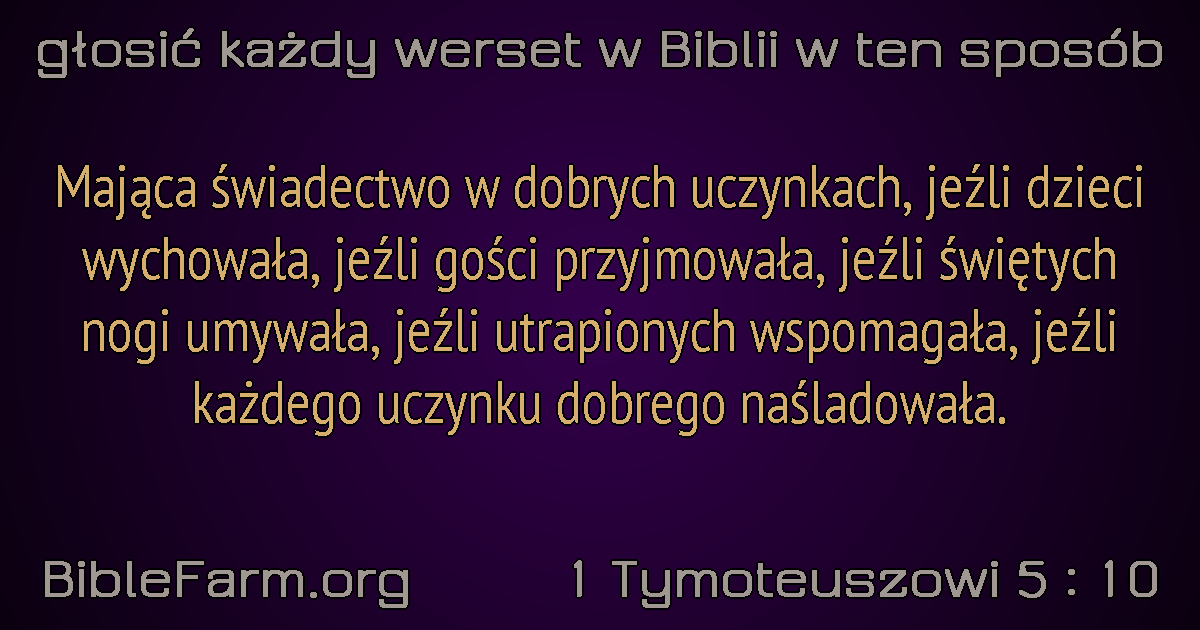 głosić każdy werset w Biblii w ten sposób
Mająca świadectwo w dobrych uczynkach, jeźli dzieci
wychowała, jeźli gości przyjmowała, jeźli świętych
nogi umywała, jeźli utrapionych wspomagała, jeźli
każdego uczynku dobrego naśladowała.
BibleFarm.org
1 Tymoteuszowi 5 : 10